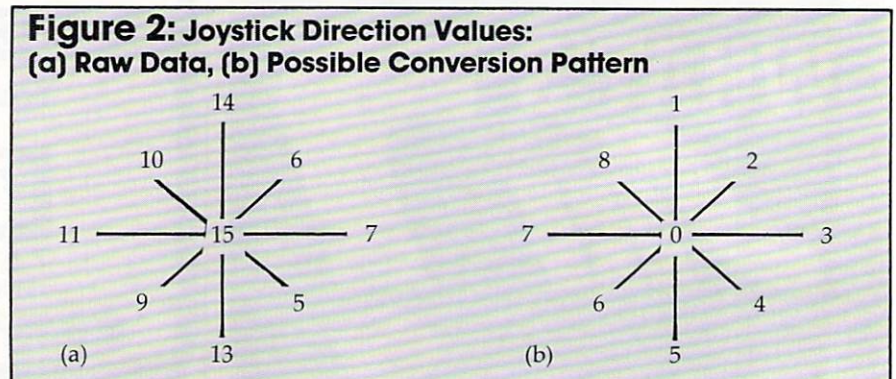 Figure 2: Joystick Direction Values:
(a) Raw Data, (b) Possible Conversion Pattern
14
10 6
11 15 7
9 5
(a) 13
1
8 2
7 0 3
6 4
(b) 5